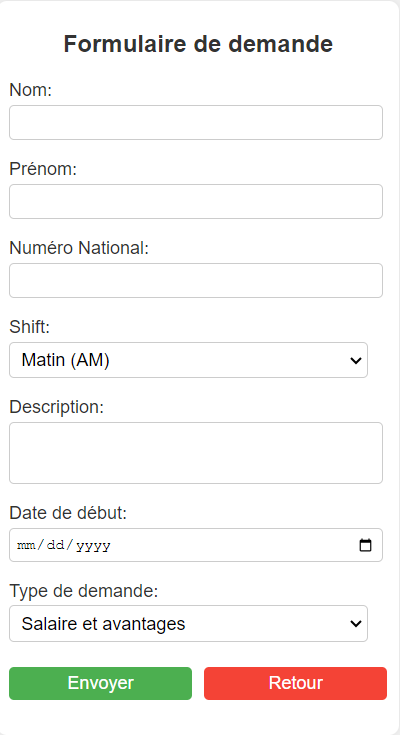 Formulaire de demande
Nom:
Prénom:
Numéro National:
Shift:
Matin (AM)
Description:
Date de début:
mm/dd/yyyy
Type de demande:
Salaire et avantages
Envoyer Retour